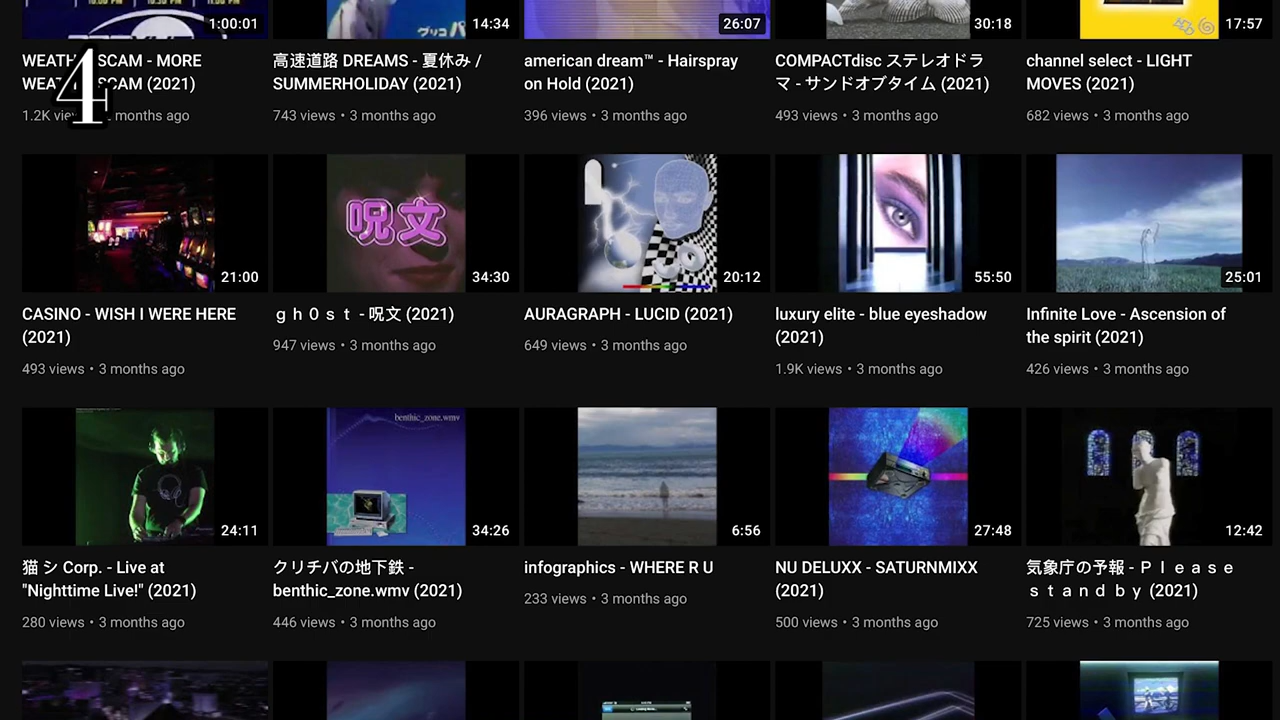 1:00:01
グリコ パ
14:34
26:07
30:18
17:57
WEATH SCAM - MORE
WEAT SCAM (2021)
1.2K months ago
4
高速道路 DREAMS - 夏休み /
SUMMERHOLIDAY (2021)
743 views • 3 months ago
american dream™ - Hairspray
on Hold (2021)
396 views • 3 months ago
COMPACTdisc ステレオドラ
マ - サンドオブタイム (2021)
493 views • 3 months ago
channel select - LIGHT
MOVES (2021)
682 views • 3 months ago
21:00
呪文
34:30
20:12
55:50
25:01
CASINO - WISH I WERE HERE
(2021)
493 views • 3 months ago
ｇｈ０ｓｔ - 呪文 (2021)
947 views • 3 months ago
AURAGRAPH - LUCID (2021)
649 views • 3 months ago
luxury elite - blue eyeshadow
(2021)
1.9K views • 3 months ago
Infinite Love - Ascension of
the spirit (2021)
426 views • 3 months ago
24:11
benthic_zone.wmv
34:26
6:56
27:48
12:42
猫 シ Corp. - Live at
"Nighttime Live!" (2021)
280 views • 3 months ago
クリチバの地下鉄 -
benthic_zone.wmv (2021)
446 views • 3 months ago
infographics - WHERE R U
233 views • 3 months ago
NU DELUXX - SATURNMIXX
(2021)
500 views • 3 months ago
気象庁の予報 - Ｐｌｅａｓｅ
ｓｔａｎｄ ｂｙ (2021)
725 views • 3 months ago